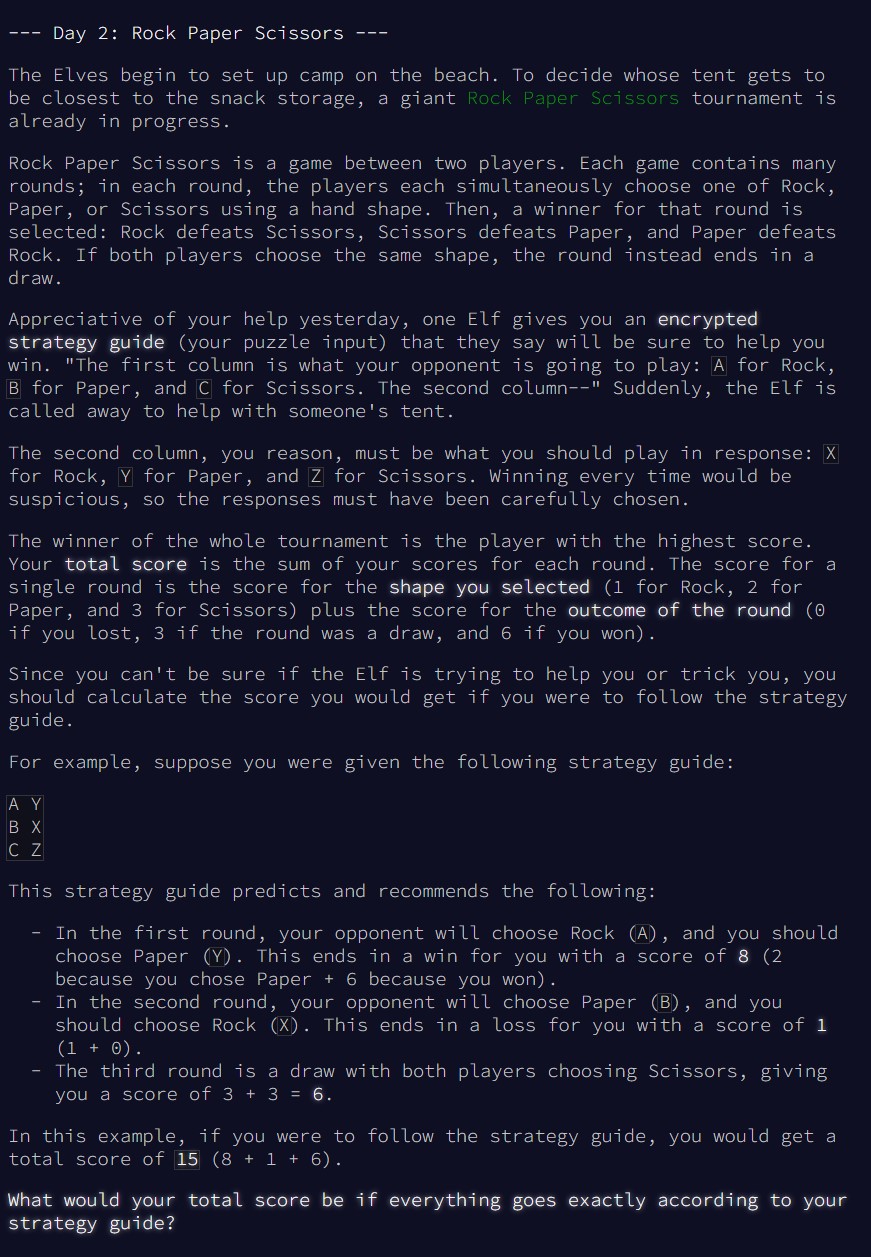 --- Day 2: Rock Paper Scissors ---
The Elves begin to set up camp on the beach. To decide whose tent gets to
be closest to the snack storage, a giant Rock Paper Scissors tournament is
already in progress.
Rock Paper Scissors is a game between two players. Each game contains many
rounds; in each round, the players each simultaneously choose one of Rock,
Paper, or Scissors using a hand shape. Then, a winner for that round is
selected: Rock defeats Scissors, Scissors defeats Paper, and Paper defeats
Rock. If both players choose the same shape, the round instead ends in a
draw.
Appreciative of your help yesterday, one Elf gives you an encrypted
strategy guide (your puzzle input) that they say will be sure to help you
win. "The first column is what your opponent is going to play: A for Rock,
B for Paper, and C for Scissors. The second column--" Suddenly, the Elf is
called away to help with someone's tent.
The second column, you reason, must be what you should play in response: X
for Rock, Y for Paper, and Z for Scissors. Winning every time would be
suspicious, so the responses must have been carefully chosen.
The winner of the whole tournament is the player with the highest score.
Your total score is the sum of your scores for each round. The score for a
single round is the score for the shape you selected (1 for Rock, 2 for
Paper, and 3 for Scissors) plus the score for the outcome of the round (0
if you lost, 3 if the round was a draw, and 6 if you won).
Since you can't be sure if the Elf is trying to help you or trick you, you
should calculate the score you would get if you were to follow the strategy
guide.
For example, suppose you were given the following strategy guide:
A Y
B X
C Z
This strategy guide predicts and recommends the following:
- In the first round, your opponent will choose Rock (A), and you should
choose Paper (Y). This ends in a win for you with a score of 8 (2
because you chose Paper + 6 because you won).
- In the second round, your opponent will choose Paper (B), and you
should choose Rock (X). This ends in a loss for you with a score of 1
(1 + 0).
- The third round is a draw with both players choosing Scissors, giving
you a score of 3 + 3 = 6.
In this example, if you were to follow the strategy guide, you would get a
total score of 15 (8 + 1 + 6).
What would your total score be if everything goes exactly according to your
strategy guide?